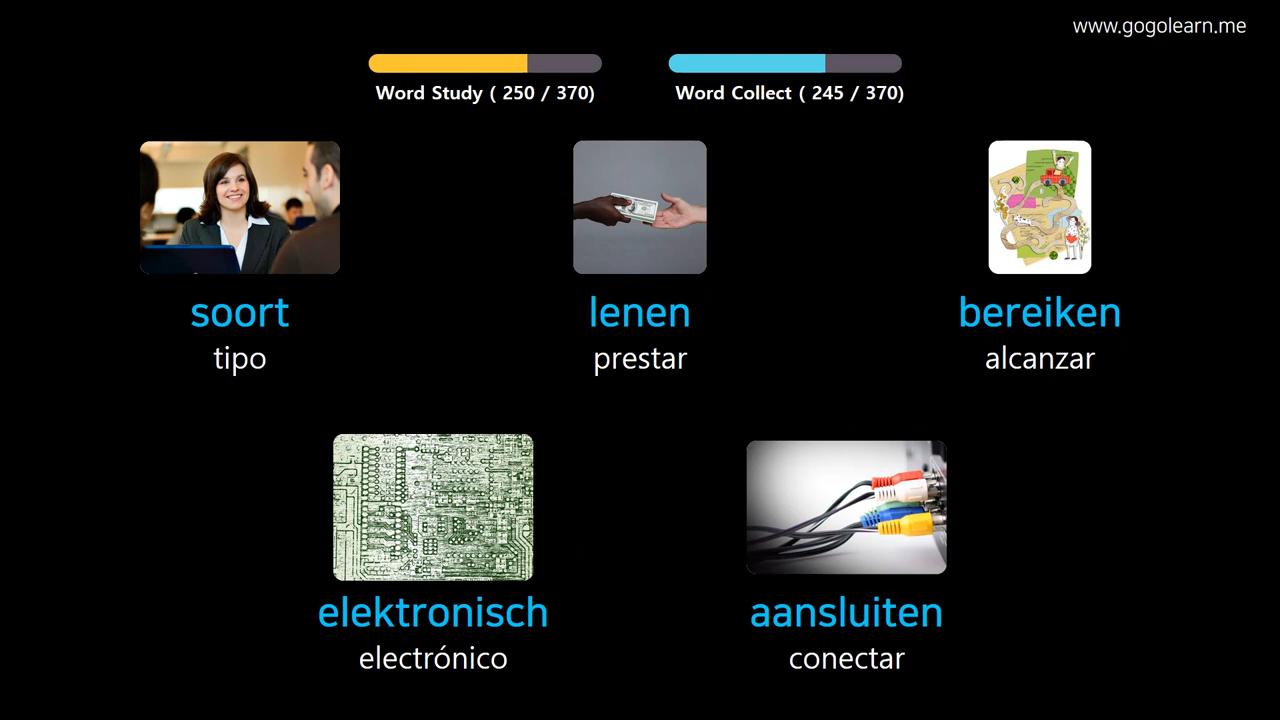 www.gogolearn.me
Word Study ( 250 / 370)
Word Collect ( 245 / 370)
soort
tipo
lenen
prestar
bereiken
alcanzar
elektronisch
electrónico
aansluiten
conectar